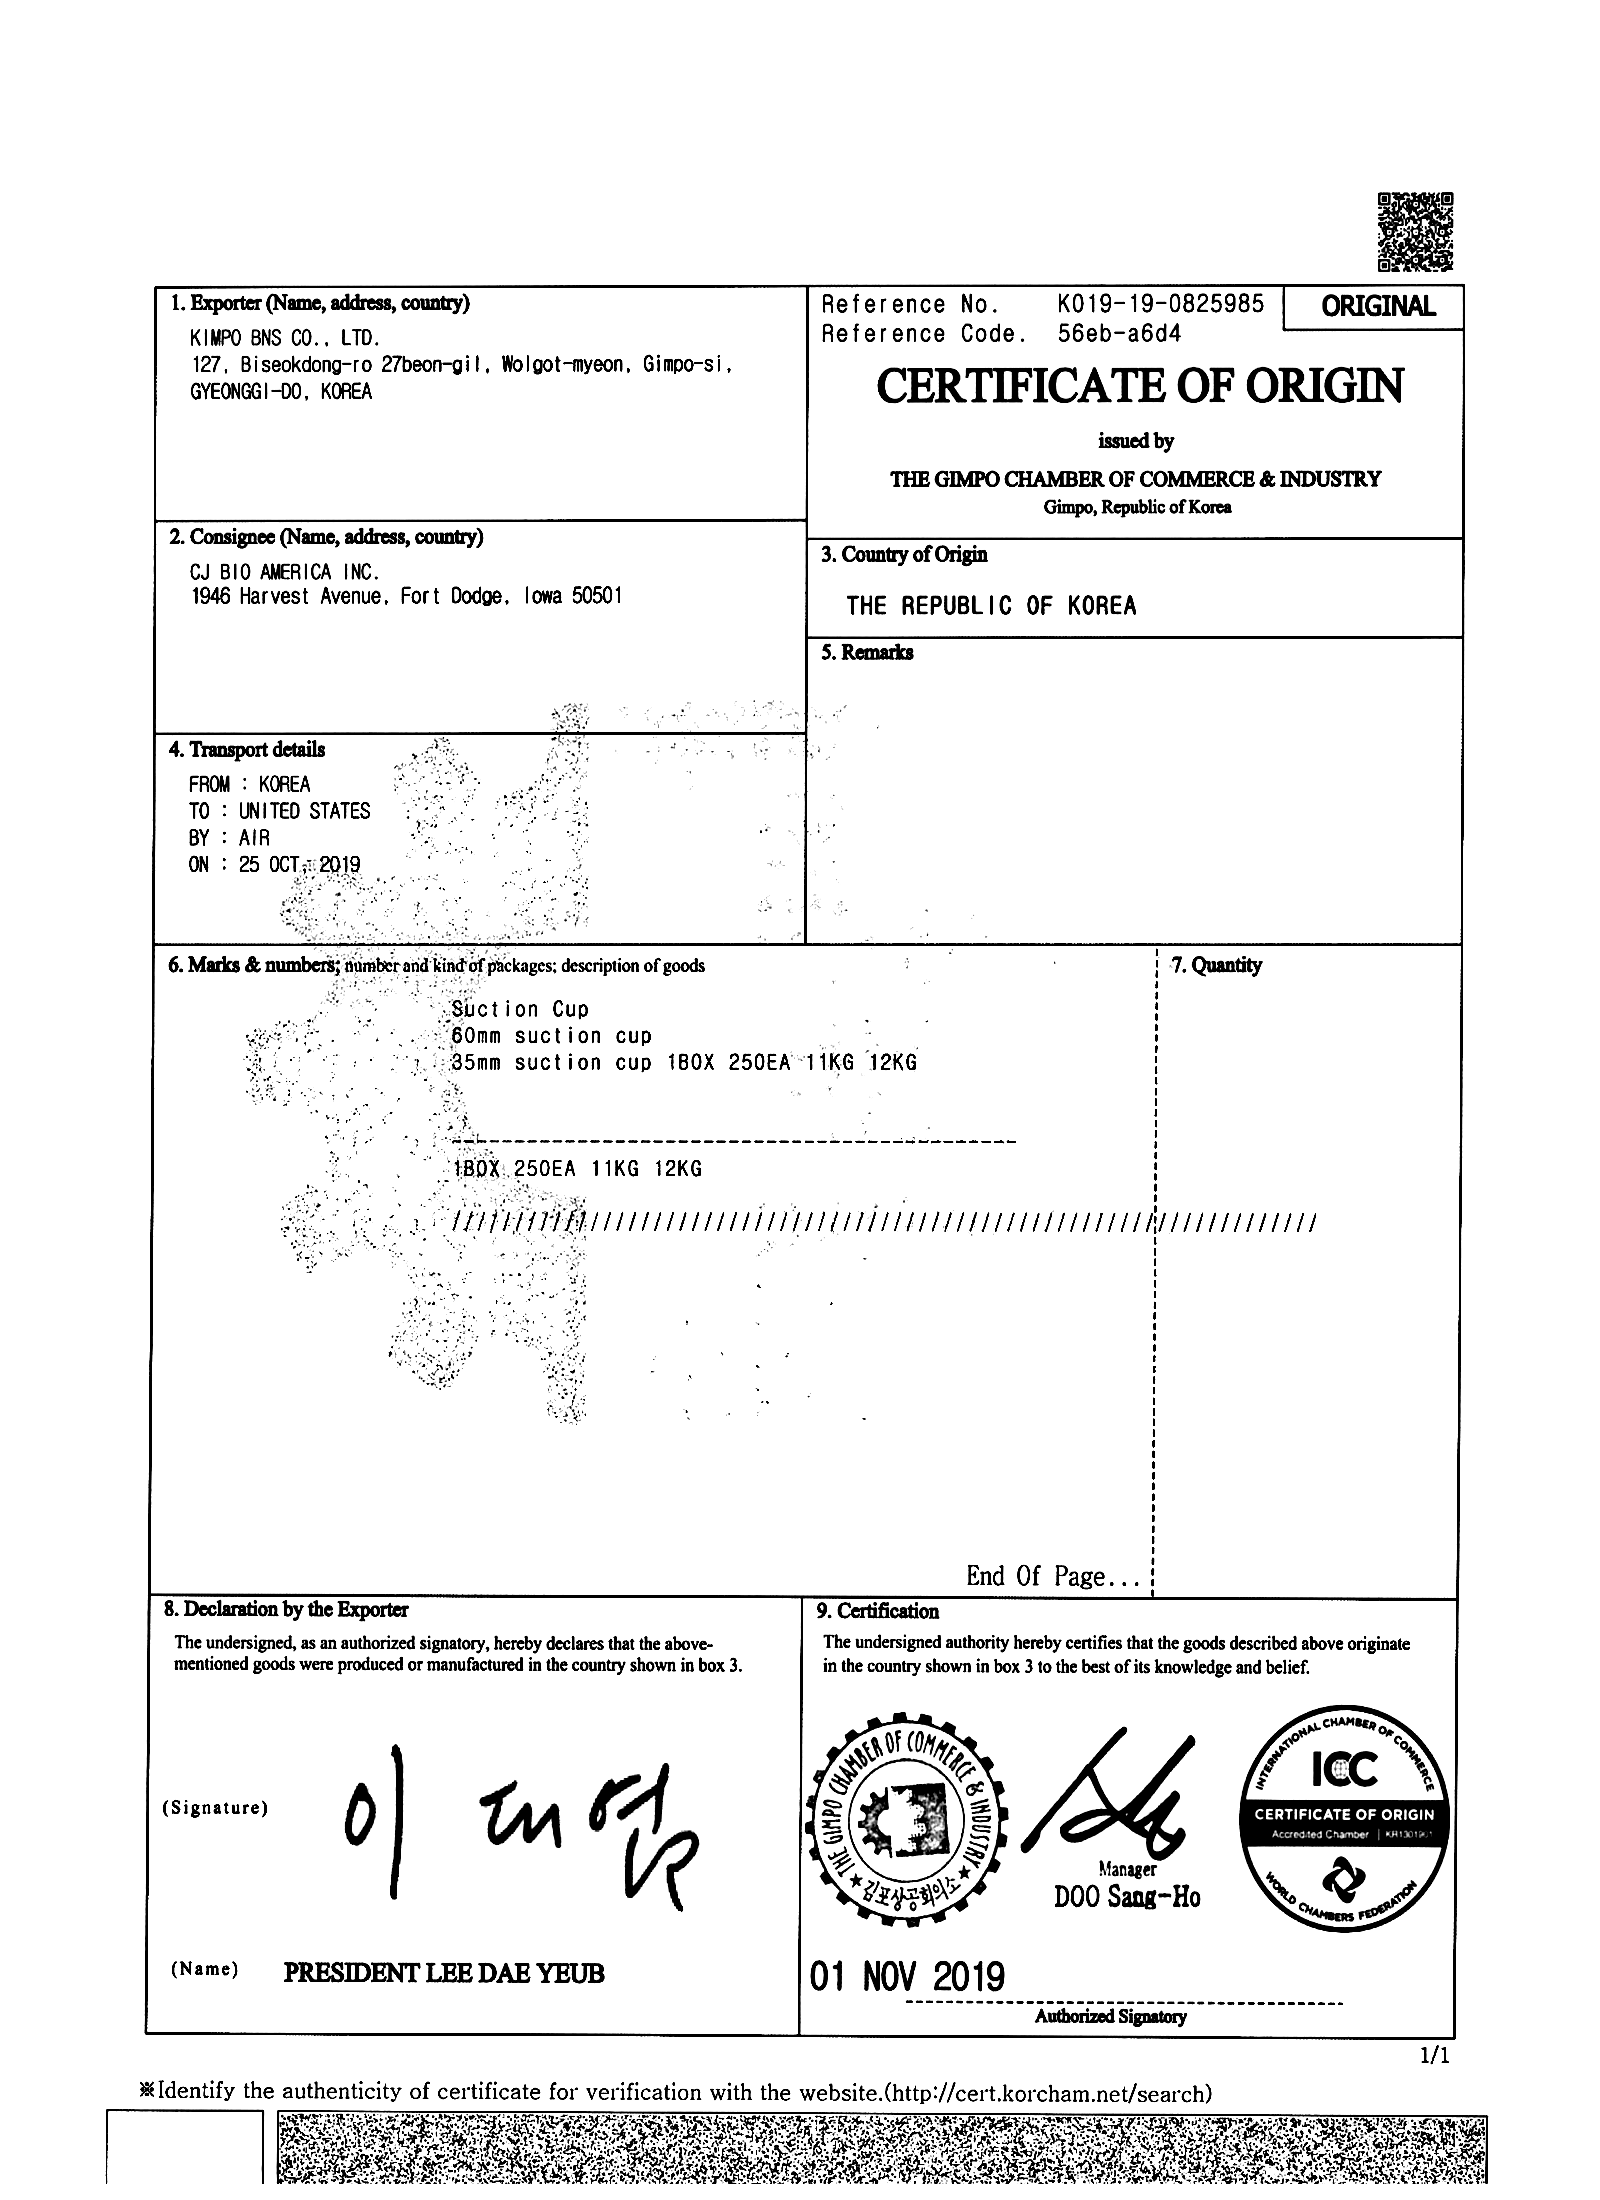 1. Exporter (Name, address, country)
KIMPO BNS CO., LTD.
127, Biseokdong-ro 27beon-gil, Wolgot-myeon, Gimpo-si,
GYEONGGI-DO, KOREA
Reference No. K019-19-0825985
ORIGINAL
Reference Code. 56eb-a6d4
CERTIFICATE OF ORIGIN
issued by
THE GIMPO CHAMBER OF COMMERCE & INDUSTRY
Gimpo, Republic of Korea
2. Consignee (Name, address, country)
CJ BIO AMERICA INC.
1946 Harvest Avenue, Fort Dodge, Iowa 50501
3. Country of Origin
THE REPUBLIC OF KOREA
4. Transport details
FROM : KOREA
TO : UNITED STATES
BY : AIR
ON : 25 OCT, 2019
5. Remarks
6. Marks & numbers; number and kind of packages; description of goods
7. Quantity
Suction Cup
60mm suction cup
35mm suction cup 1BOX 250EA 11KG 12KG
1BOX 250EA 11KG 12KG
End Of Page...
8. Declaration by the Exporter
The undersigned, as an authorized signatory, hereby declares that the above-
mentioned goods were produced or manufactured in the country shown in box 3.
(Signature)
(Name) PRESIDENT LEE DAE YEUB
9. Certification
The undersigned authority hereby certifies that the goods described above originate
in the country shown in box 3 to the best of its knowledge and belief.
THE GIMPO CHAMBER OF COMMERCE & INDUSTRY
김포상공회의소
Manager
DOO Sang-Ho
INTERNATIONAL CHAMBER OF COMMERCE
ICC
CERTIFICATE OF ORIGIN
Accredited Chamber
WORLD CHAMBERS FEDERATION
01 NOV 2019
Authorized Signatory
1/1
※Identify the authenticity of certificate for verification with the website.(http://cert.korcham.net/search)